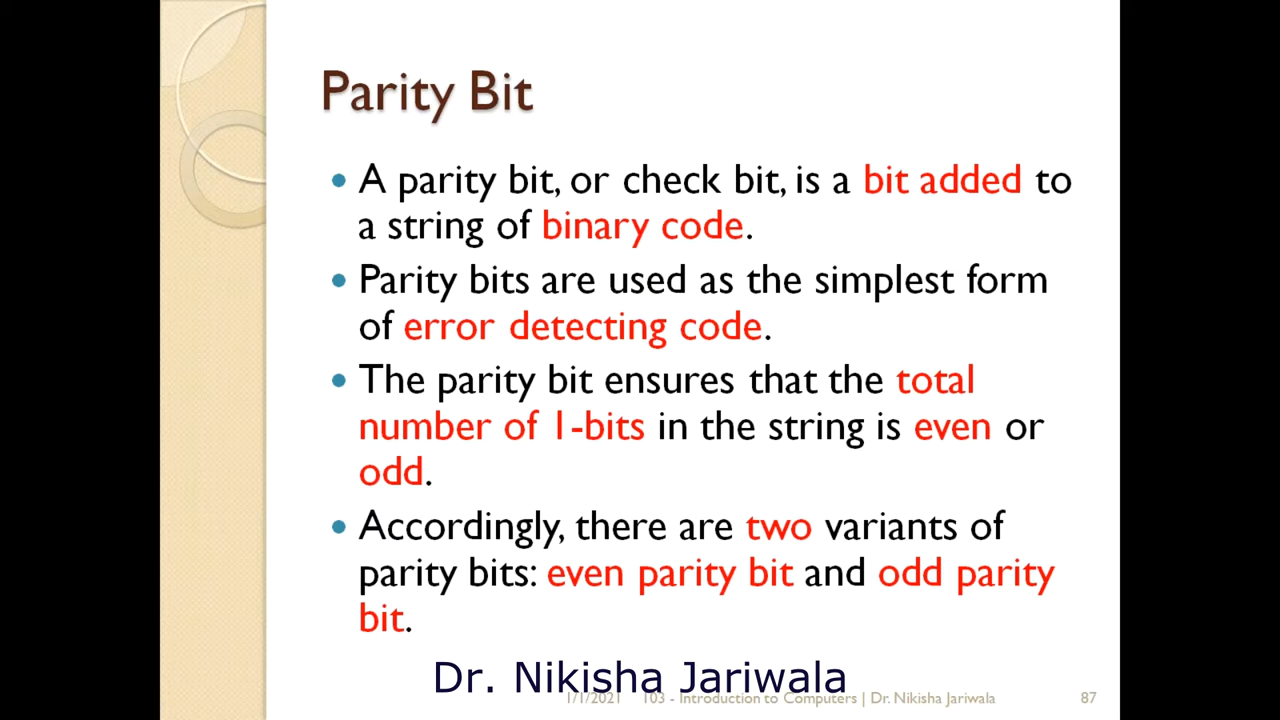 Parity Bit
A parity bit, or check bit, is a bit added to
a string of binary code.
Parity bits are used as the simplest form
of error detecting code.
The parity bit ensures that the total
number of 1-bits in the string is even or
odd.
Accordingly, there are two variants of
parity bits: even parity bit and odd parity
bit.
Dr. Nikisha Jariwala
1/1/2021 103 - Introduction to Computers | Dr. Nikisha Jariwala 87